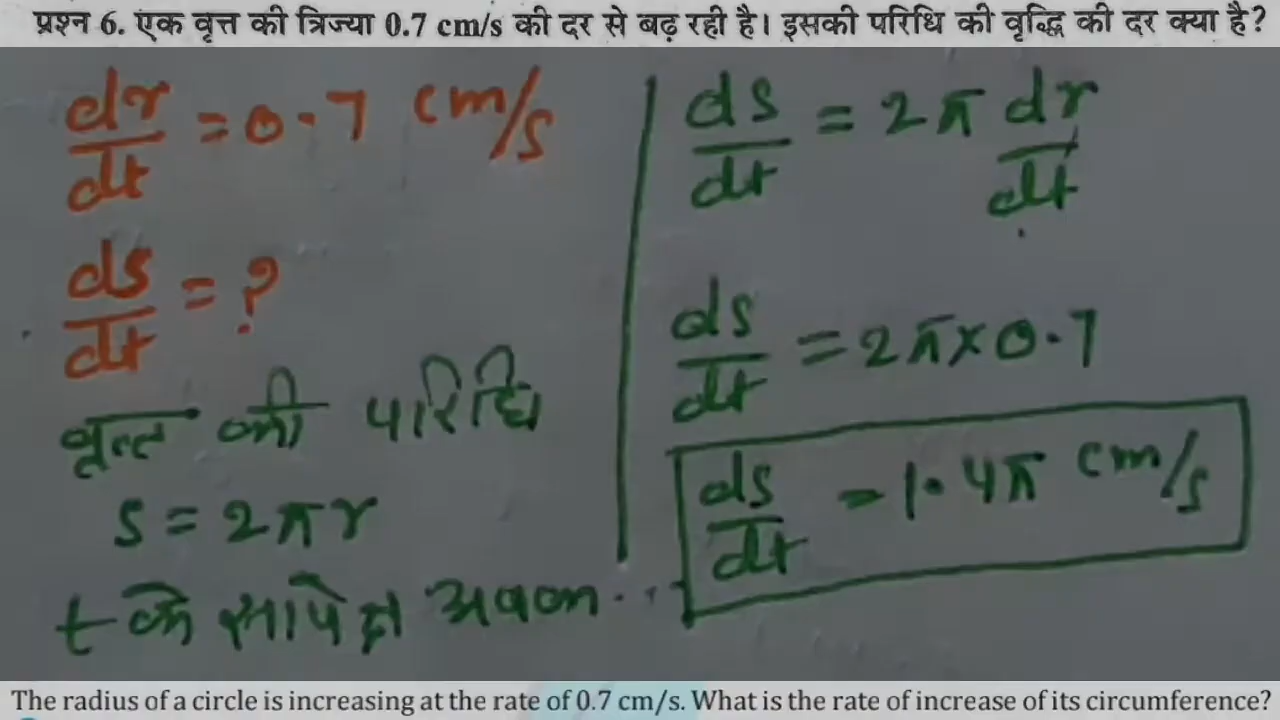 प्रश्न 6. एक वृत्त की त्रिज्या 0.7 cm/s की दर से बढ़ रही है। इसकी परिधि की वृद्धि की दर क्या है?
dr/dt = 0.7 cm/s
ds/dt = ?
वृत्त की परिधि
s = 2πr
t के सापेक्ष अवकल..
ds/dt = 2π dr/dt
ds/dt = 2π×0.7
ds/dt = 1.4π cm/s
The radius of a circle is increasing at the rate of 0.7 cm/s. What is the rate of increase of its circumference?